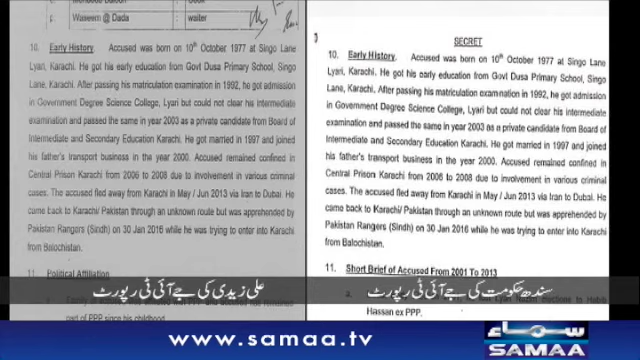 p. Waseem @ Dada : waiter
10. Early History. Accused was born on 10th October 1977 at Singo Lane
Lyari, Karachi. He got his early education from Govt Dusa Primary School, Singo
Lane, Karachi. After passing his matriculation examination in 1992, he got admission
in Government Degree Science College, Lyari but could not clear his intermediate
examination and passed the same in year 2003 as a private candidate from Board of
Intermediate and Secondary Education Karachi. He got married in 1997 and joined
his father's transport business in the year 2000. Accused remained confined in
Central Prison Karachi from 2006 to 2008 due to involvement in various criminal
cases. The accused fled away from Karachi in May / Jun 2013 via Iran to Dubai. He
came back to Karachi/ Pakistan through an unknown route but was apprehended by
Pakistan Rangers (Sindh) on 30 Jan 2016 while he was trying to enter into Karachi
from Balochistan.
11. Political Affiliation
علی زیدی کی جے آئی ٹی رپورٹ
part of PPP since his childhood
SECRET
10. Early History. Accused was born on 10th October 1977 at Singo Lane
Lyari, Karachi. He got his early education from Govt Dusa Primary School, Singo
Lane, Karachi. After passing his matriculation examination in 1992, he got admission
in Government Degree Science College, Lyari but could not clear his intermediate
examination and passed the same in year 2003 as a private candidate from Board of
Intermediate and Secondary Education Karachi. He got married in 1997 and joined
his father's transport business in the year 2000. Accused remained confined in
Central Prison Karachi from 2006 to 2008 due to involvement in various criminal
cases. The accused fled away from Karachi in May / Jun 2013 via Iran to Dubai. He
came back to Karachi/ Pakistan through an unknown route but was apprehended by
Pakistan Rangers (Sindh) on 30 Jan 2016 while he was trying to enter into Karachi
from Balochistan.
11. Short Brief of Accused From 2001 To 2013
سندھ حکومت کی جے آئی ٹی رپورٹ
a. elections to Habib
Hassan ex PPP.
www.samaa.tv
سماء
SAMAA